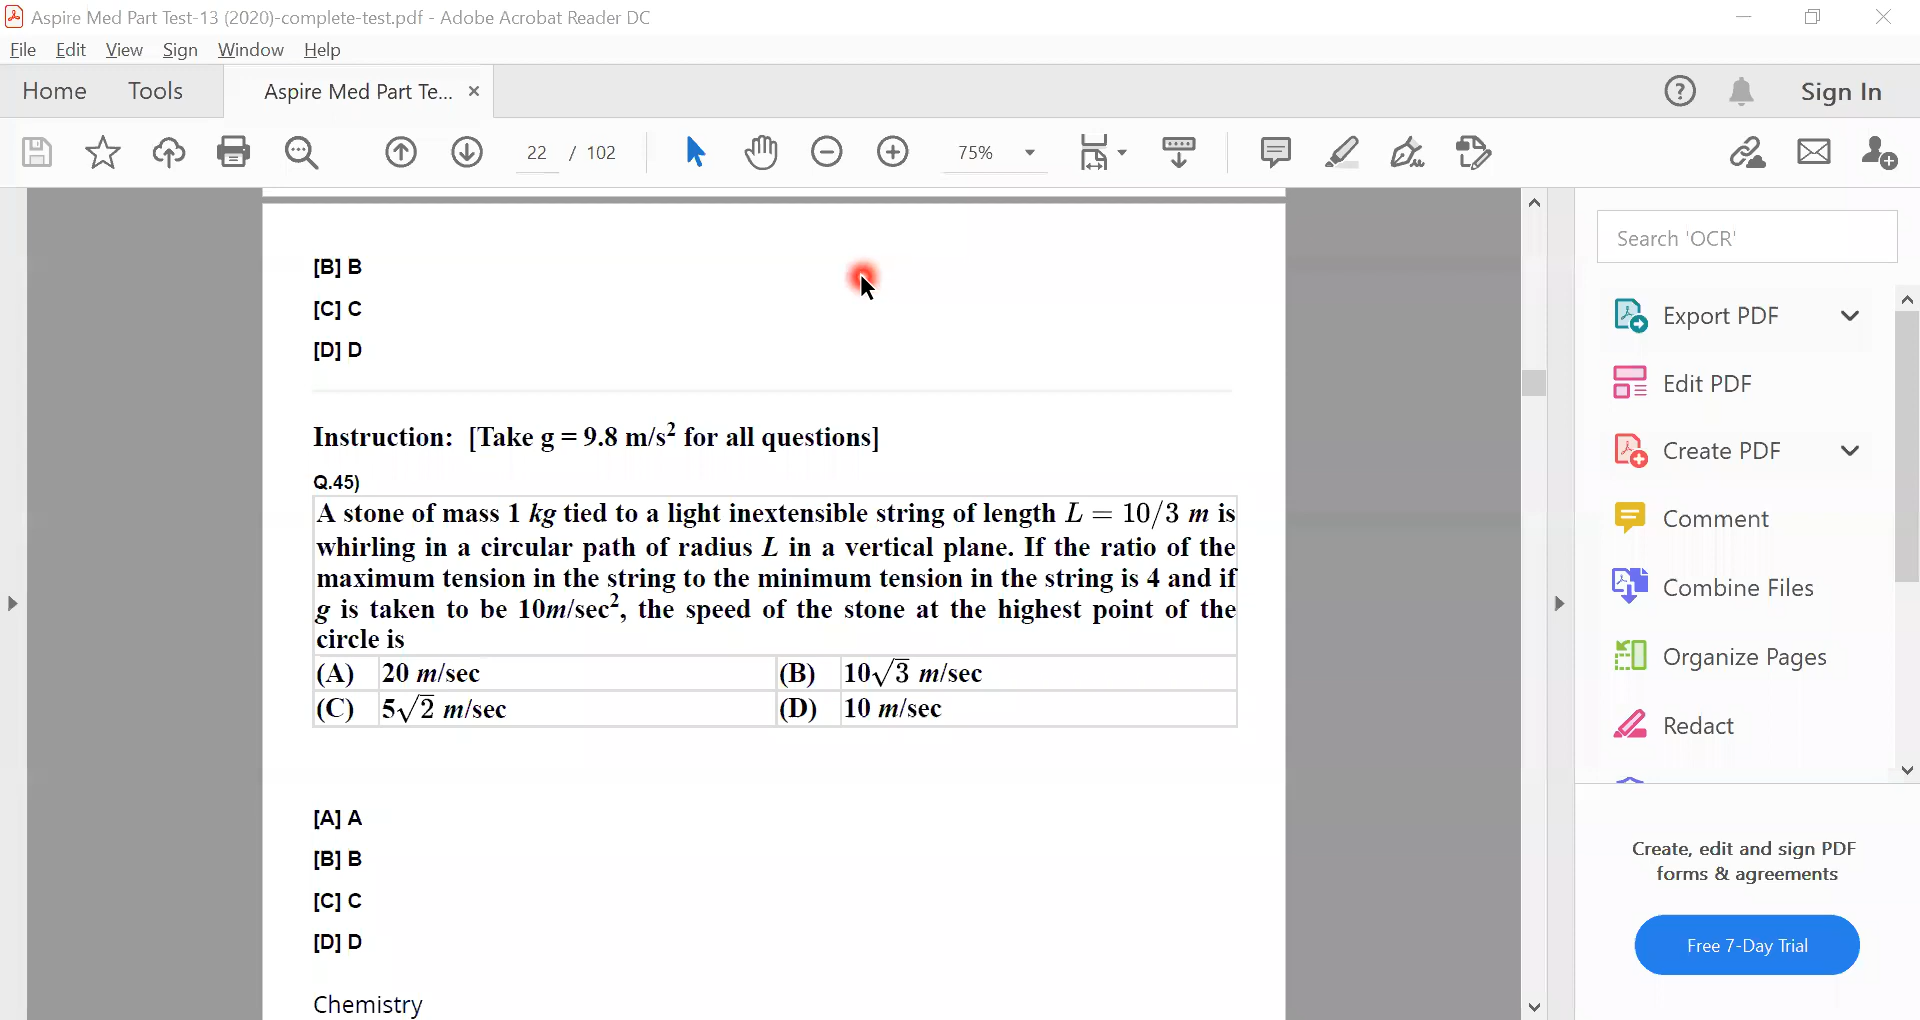 Aspire Med Part Test-13 (2020)-complete-test.pdf - Adobe Acrobat Reader DC
File Edit View Sign Window Help
Home Tools Aspire Med Part Te... × Sign In
22 / 102 75%
Search 'OCR'
[B] B
[C] C
[D] D
Instruction: [Take g = 9.8 m/s² for all questions]
Q.45)
A stone of mass 1 kg tied to a light inextensible string of length L = 10/3 m is
whirling in a circular path of radius L in a vertical plane. If the ratio of the
maximum tension in the string to the minimum tension in the string is 4 and if
g is taken to be 10m/sec², the speed of the stone at the highest point of the
circle is
(A) 20 m/sec (B) 10√3 m/sec
(C) 5√2 m/sec (D) 10 m/sec
[A] A
[B] B
[C] C
[D] D
Chemistry
Export PDF
Edit PDF
Create PDF
Comment
Combine Files
Organize Pages
Redact
Create, edit and sign PDF
forms & agreements
Free 7-Day Trial